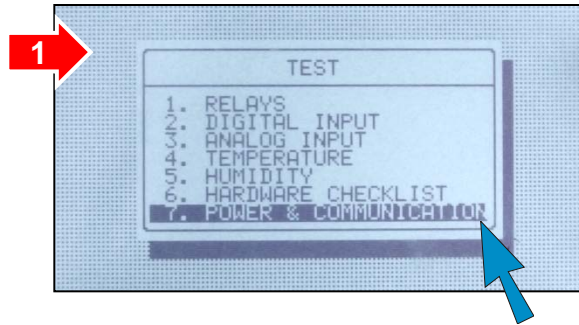 1
TEST
1. RELAYS
2. DIGITAL INPUT
3. ANALOG INPUT
4. TEMPERATURE
5. HUMIDITY
6. HARDWARE CHECKLIST
7. POWER & COMMUNICATION